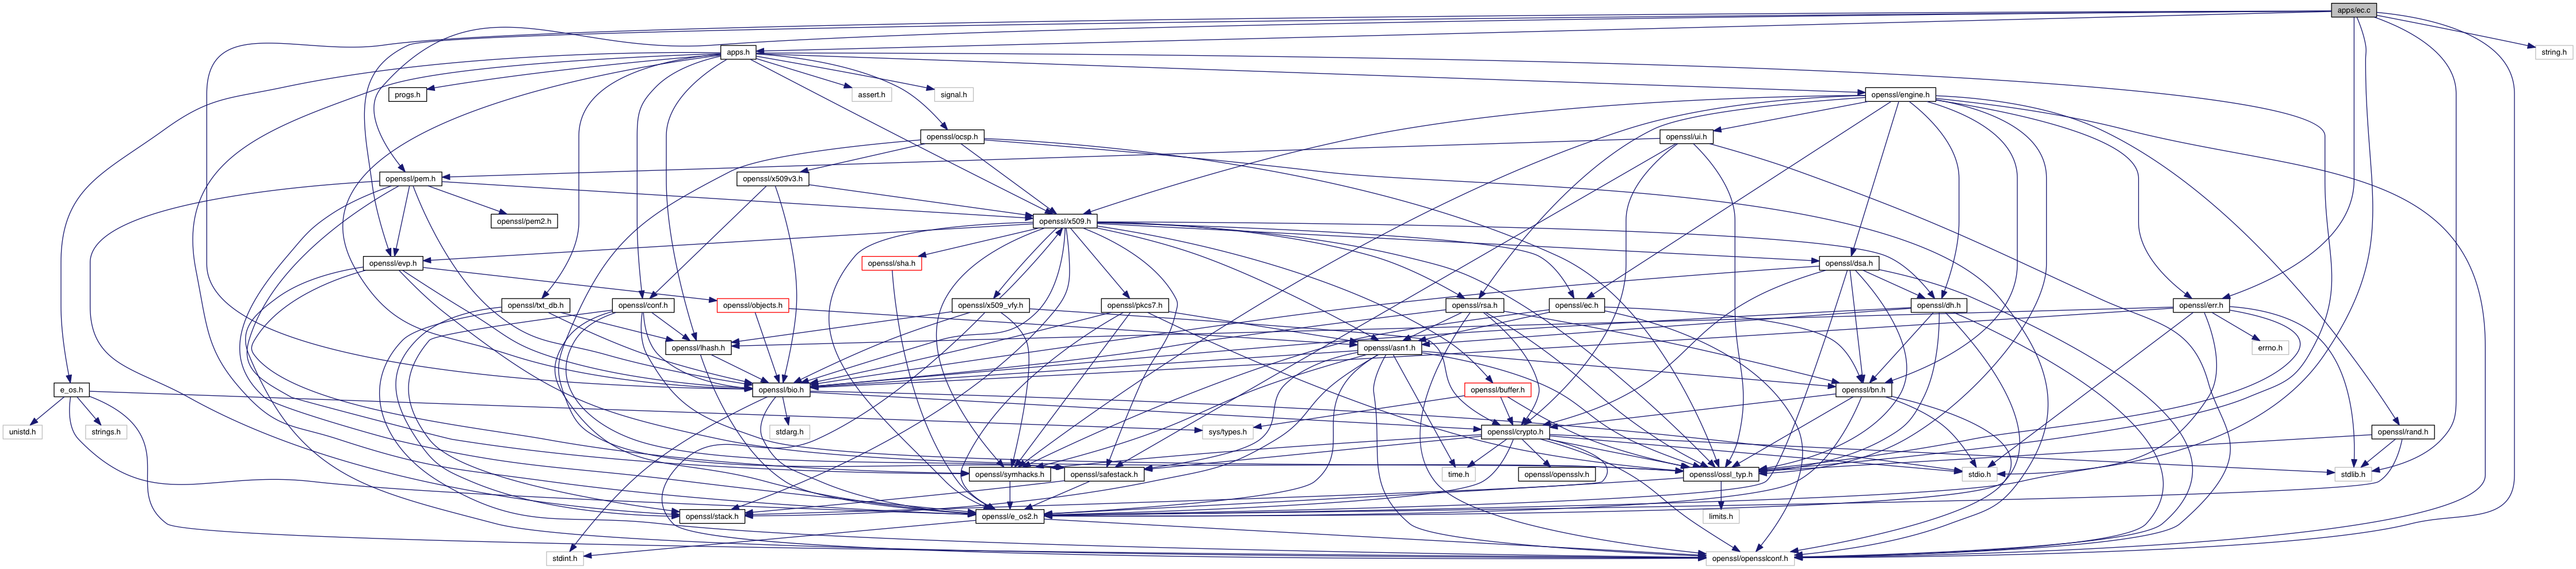 apps/ec.c
apps.h
string.h
progs.h
assert.h
signal.h
openssl/engine.h
openssl/ocsp.h
openssl/ui.h
openssl/pem.h
openssl/x509v3.h
openssl/pem2.h
openssl/x509.h
openssl/evp.h
openssl/sha.h
openssl/dsa.h
openssl/txt_db.h
openssl/conf.h
openssl/objects.h
openssl/x509_vfy.h
openssl/pkcs7.h
openssl/rsa.h
openssl/ec.h
openssl/dh.h
openssl/err.h
openssl/lhash.h
openssl/asn1.h
errno.h
e_os.h
openssl/bio.h
openssl/buffer.h
openssl/bn.h
unistd.h
strings.h
stdarg.h
sys/types.h
openssl/crypto.h
openssl/rand.h
openssl/symhacks.h
openssl/safestack.h
time.h
openssl/opensslv.h
openssl/ossl_typ.h
stdio.h
stdlib.h
openssl/stack.h
openssl/e_os2.h
limits.h
stdint.h
openssl/opensslconf.h